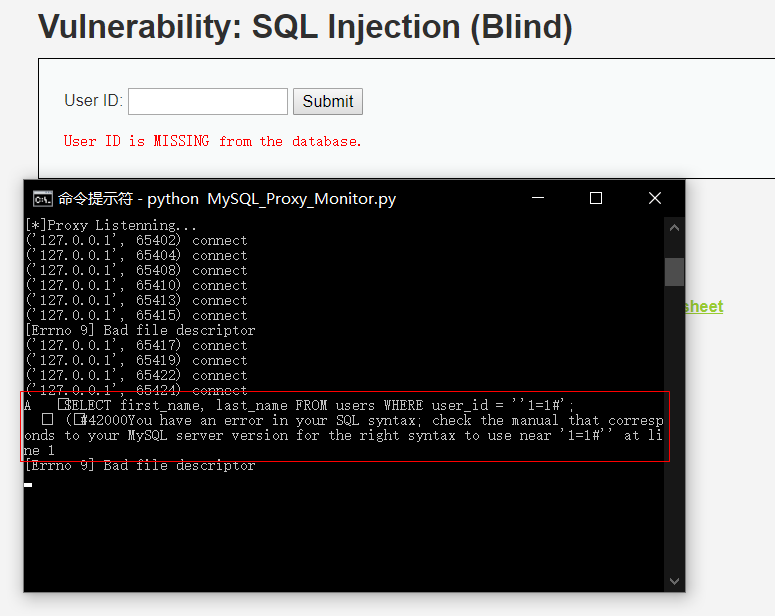 Vulnerability: SQL Injection (Blind)
User ID:
Submit
User ID is MISSING from the database.
命令提示符 - python  MySQL_Proxy_Monitor.py
[*]Proxy Listenning...
('127.0.0.1', 65402) connect
('127.0.0.1', 65404) connect
('127.0.0.1', 65408) connect
('127.0.0.1', 65410) connect
('127.0.0.1', 65413) connect
('127.0.0.1', 65415) connect
[Errno 9] Bad file descriptor
('127.0.0.1', 65417) connect
('127.0.0.1', 65419) connect
('127.0.0.1', 65422) connect
('127.0.0.1', 65424) connect
A SELECT first_name, last_name FROM users WHERE user_id = ''1=1#';
( #42000You have an error in your SQL syntax; check the manual that corresp
onds to your MySQL server version for the right syntax to use near '1=1#'' at li
ne 1
[Errno 9] Bad file descriptor
sheet